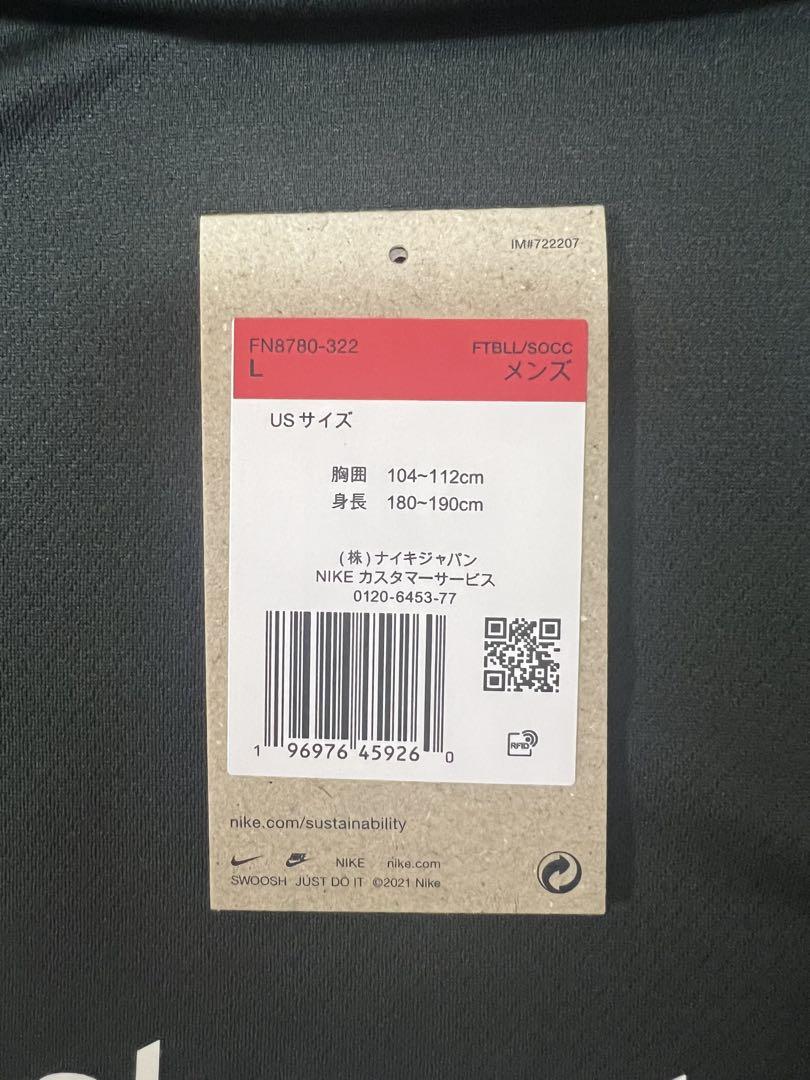 IM#722207
FN8780-322
FTBLL/SOCC
L
メンズ
USサイズ
胸囲 104~112cm
身長 180~190cm
(株)ナイキジャパン
NIKE カスタマーサービス
0120-6453-77
1 96976 45926 0
RFID
nike.com/sustainability
NIKE nike.com
SWOOSH JUST DO IT ©2021 Nike